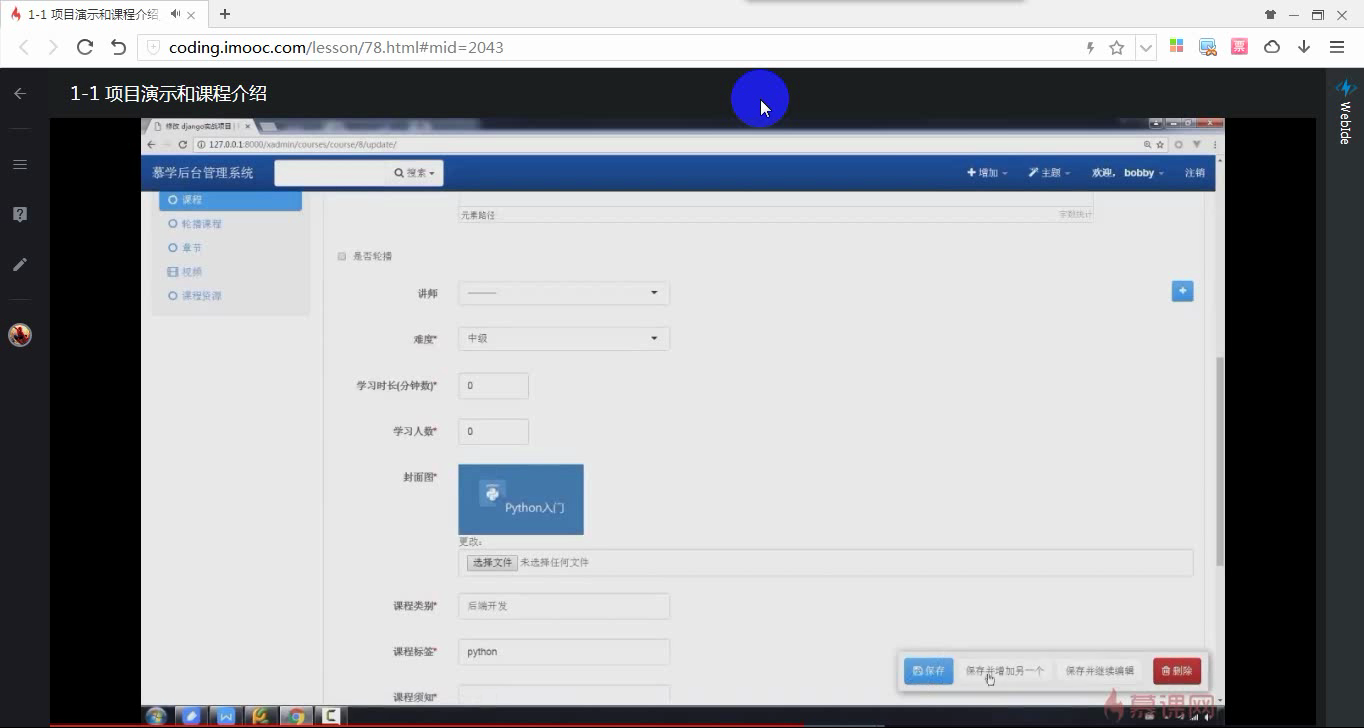 1-1 项目演示和课程介绍
coding.imooc.com/lesson/78.html#mid=2043
票
1-1 项目演示和课程介绍
WebIde
修改 django实战项目
127.0.0.1:8000/xadmin/courses/course/8/update/
慕学后台管理系统
搜索
增加
主题
欢迎， bobby
注销
课程
轮播课程
章节
视频
课程资源
元素路径
字数统计
是否轮播
讲师
---------
难度*
中级
学习时长(分钟数)*
0
学习人数*
0
封面图*
Python入门
更改:
选择文件 未选择任何文件
课程类别*
后端开发
课程标签*
python
课程须知*
保存
保存并增加另一个
保存并继续编辑
删除
慕课网